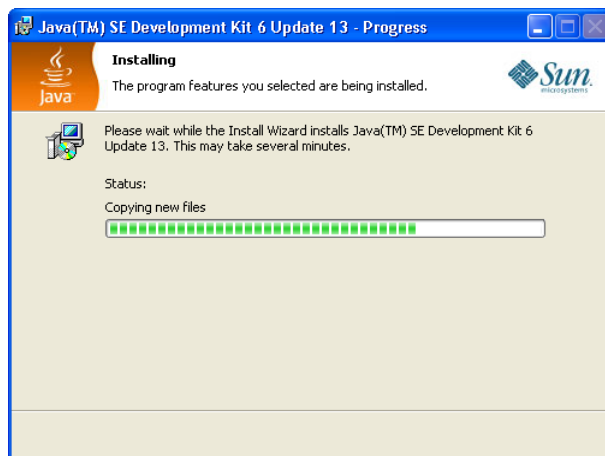 Java(TM) SE Development Kit 6 Update 13 - Progress
Installing
The program features you selected are being installed.
Java
Sun
microsystems
Please wait while the Install Wizard installs Java(TM) SE Development Kit 6
Update 13. This may take several minutes.
Status:
Copying new files